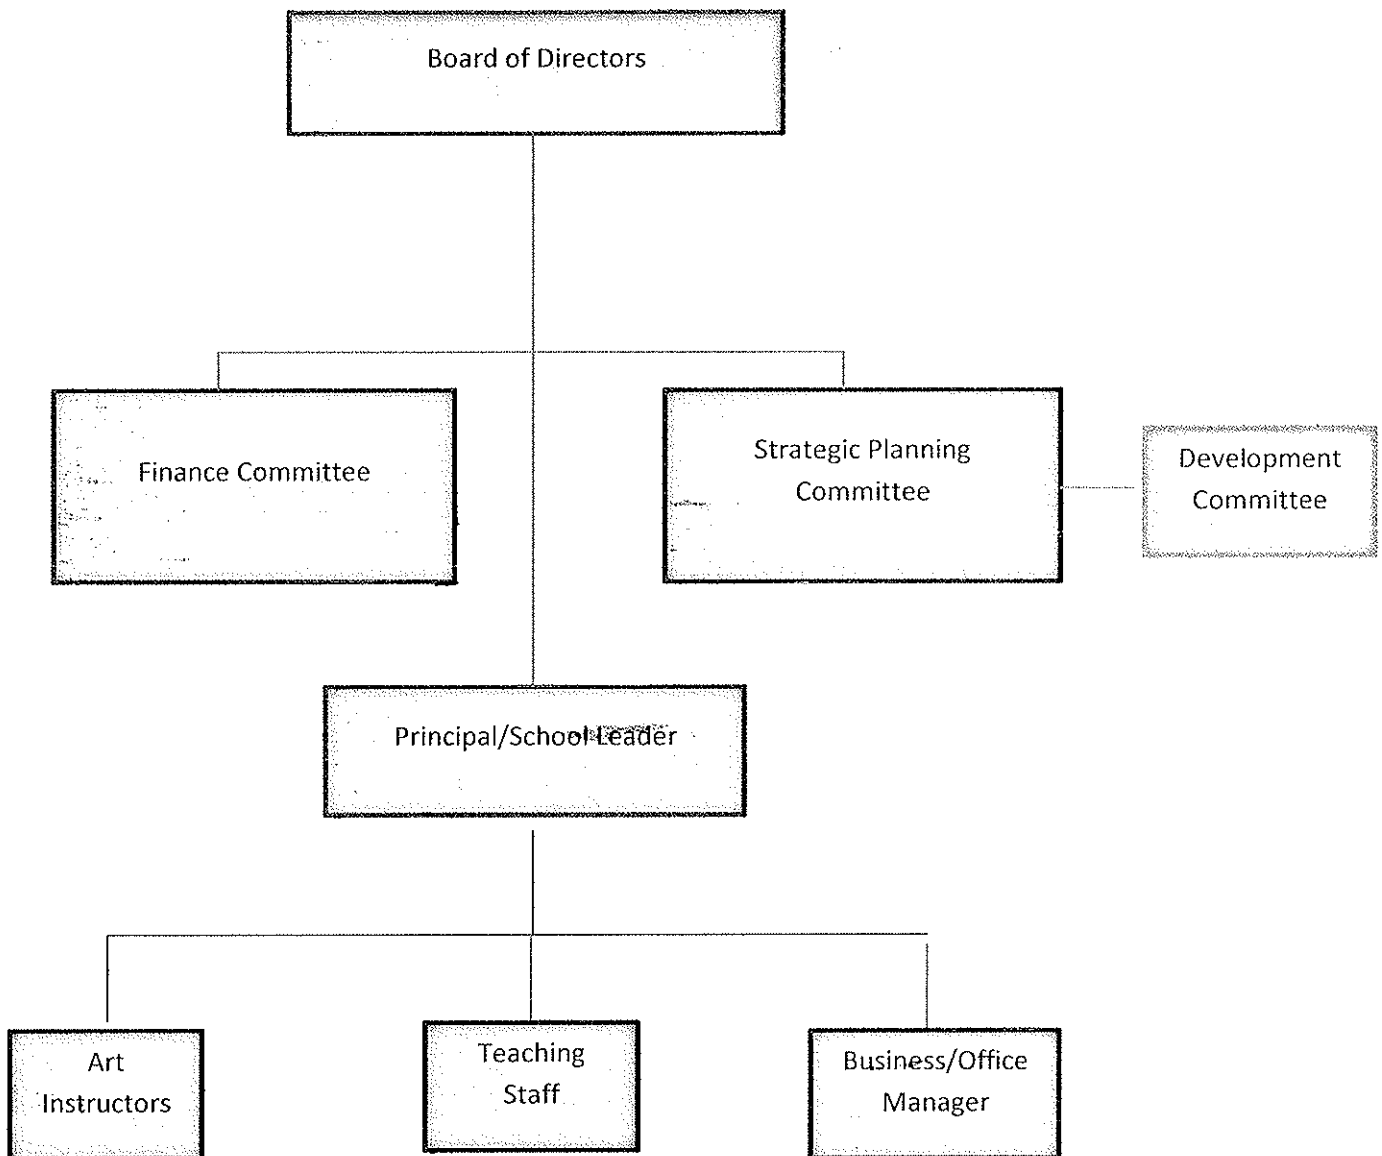 Board of Directors
Finance Committee
Strategic Planning
Committee
Development
Committee
Principal/School Leader
Art
Instructors
Teaching
Staff
Business/Office
Manager